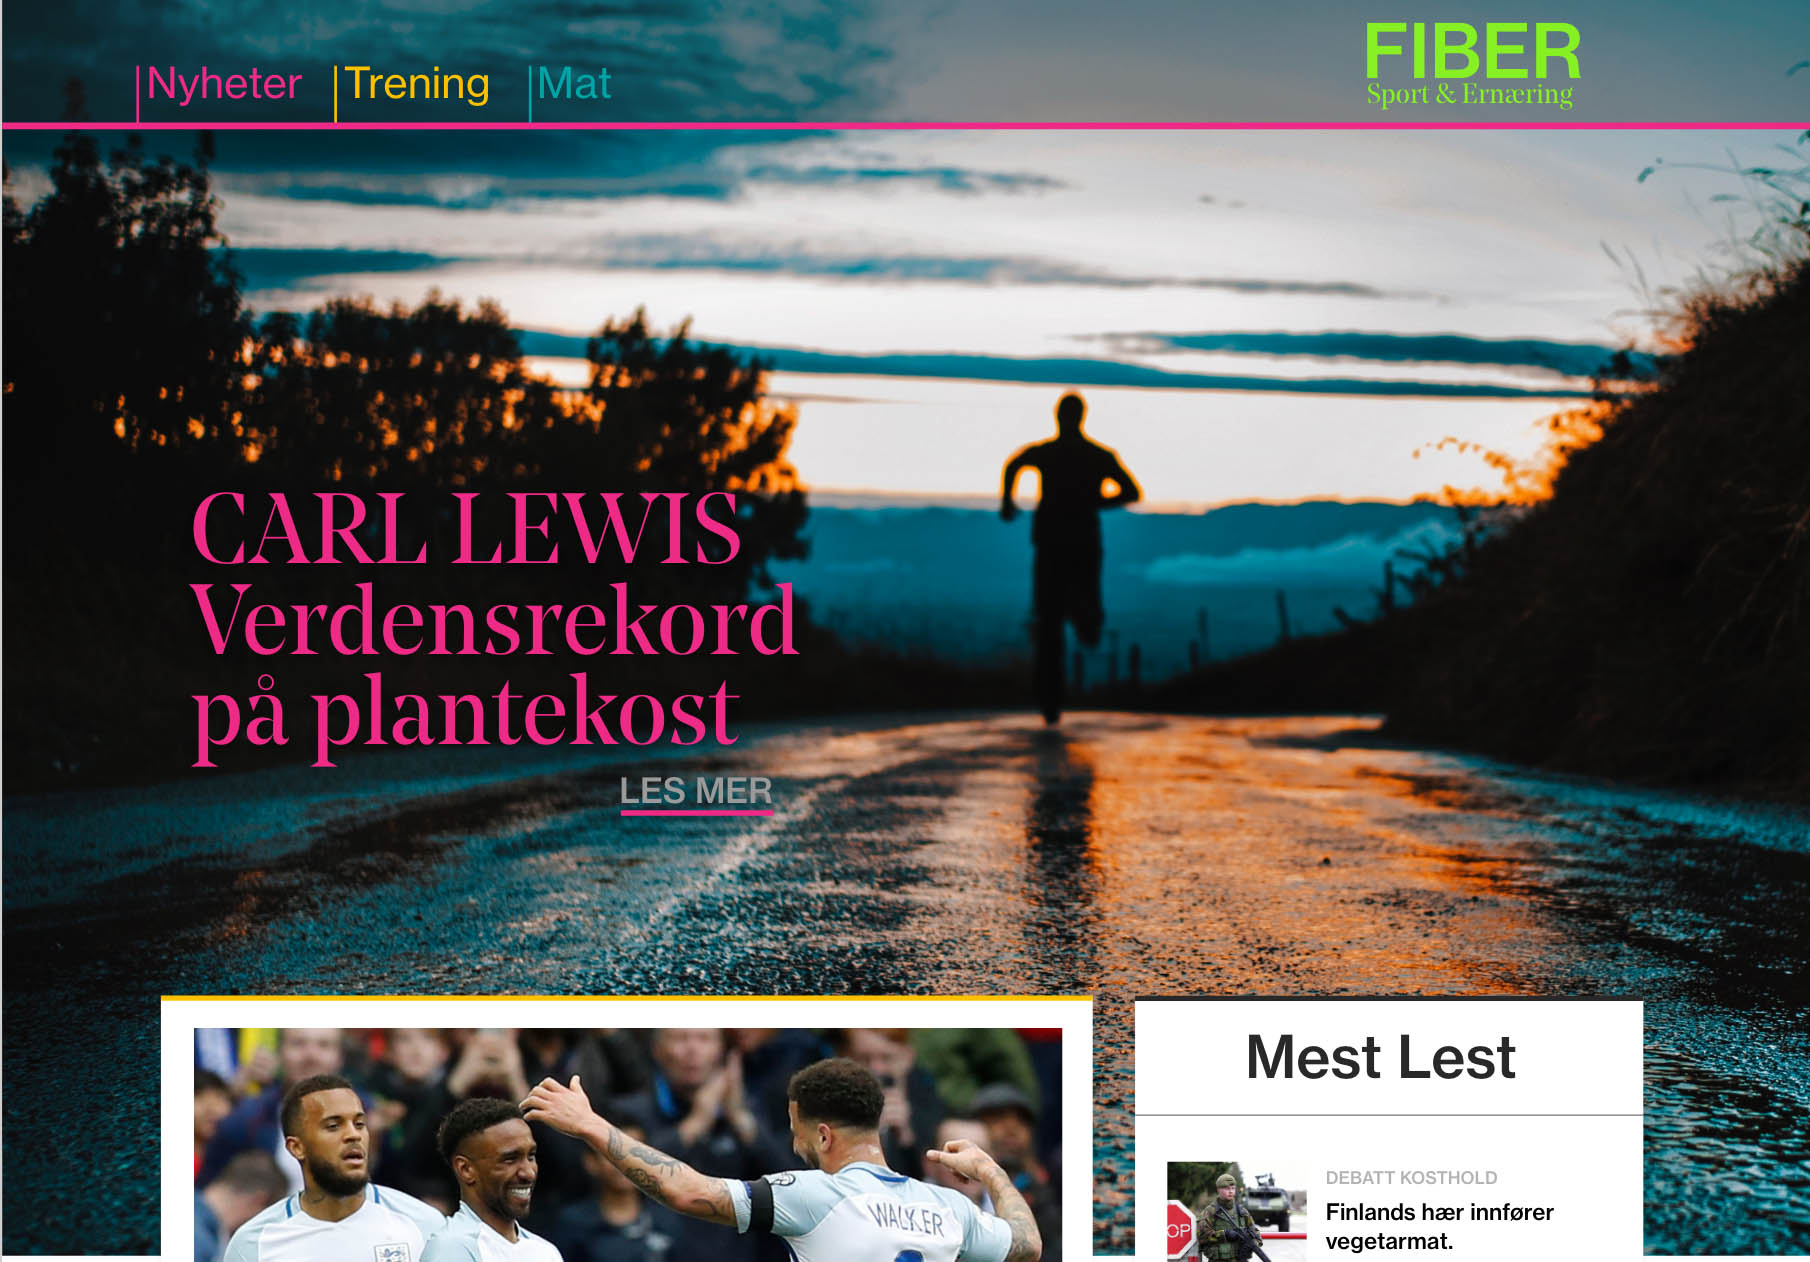 Nyheter
Trening
Mat
FIBER
Sport & Ernæring
CARL LEWIS
Verdensrekord
på plantekost
LES MER
Mest Lest
WALKER
OP
DEBATT KOSTHOLD
Finlands hær innfører
vegetarmat.